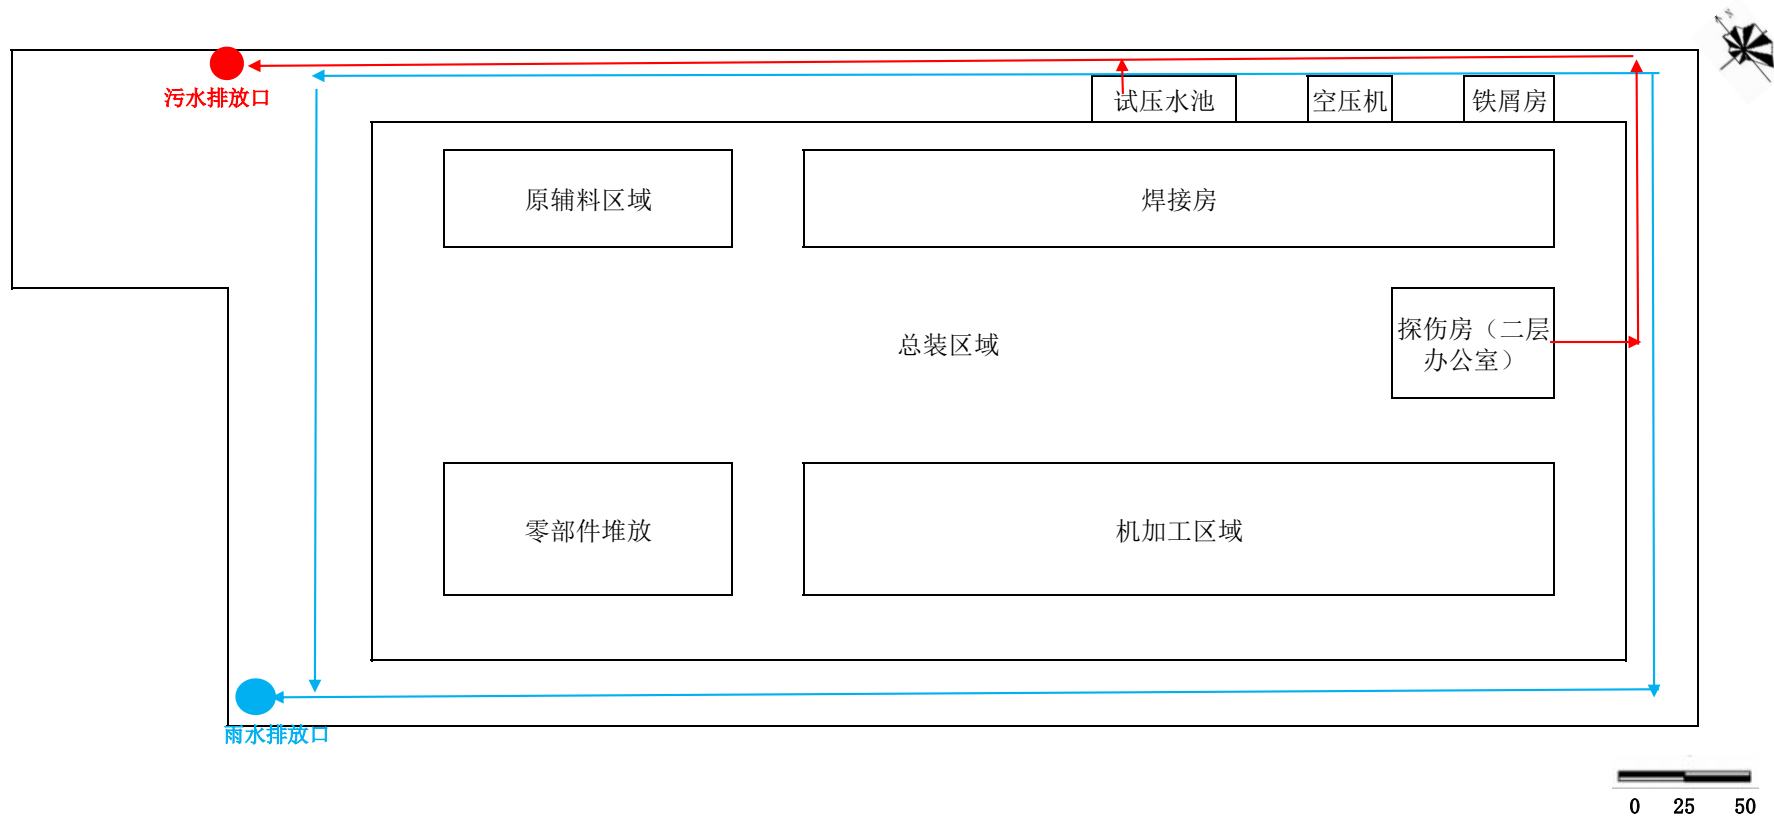 N
污水排放口
试压水池
空压机
铁屑房
原辅料区域
焊接房
探伤房（二层
办公室）
总装区域
零部件堆放
机加工区域
雨水排放口
0 25 50